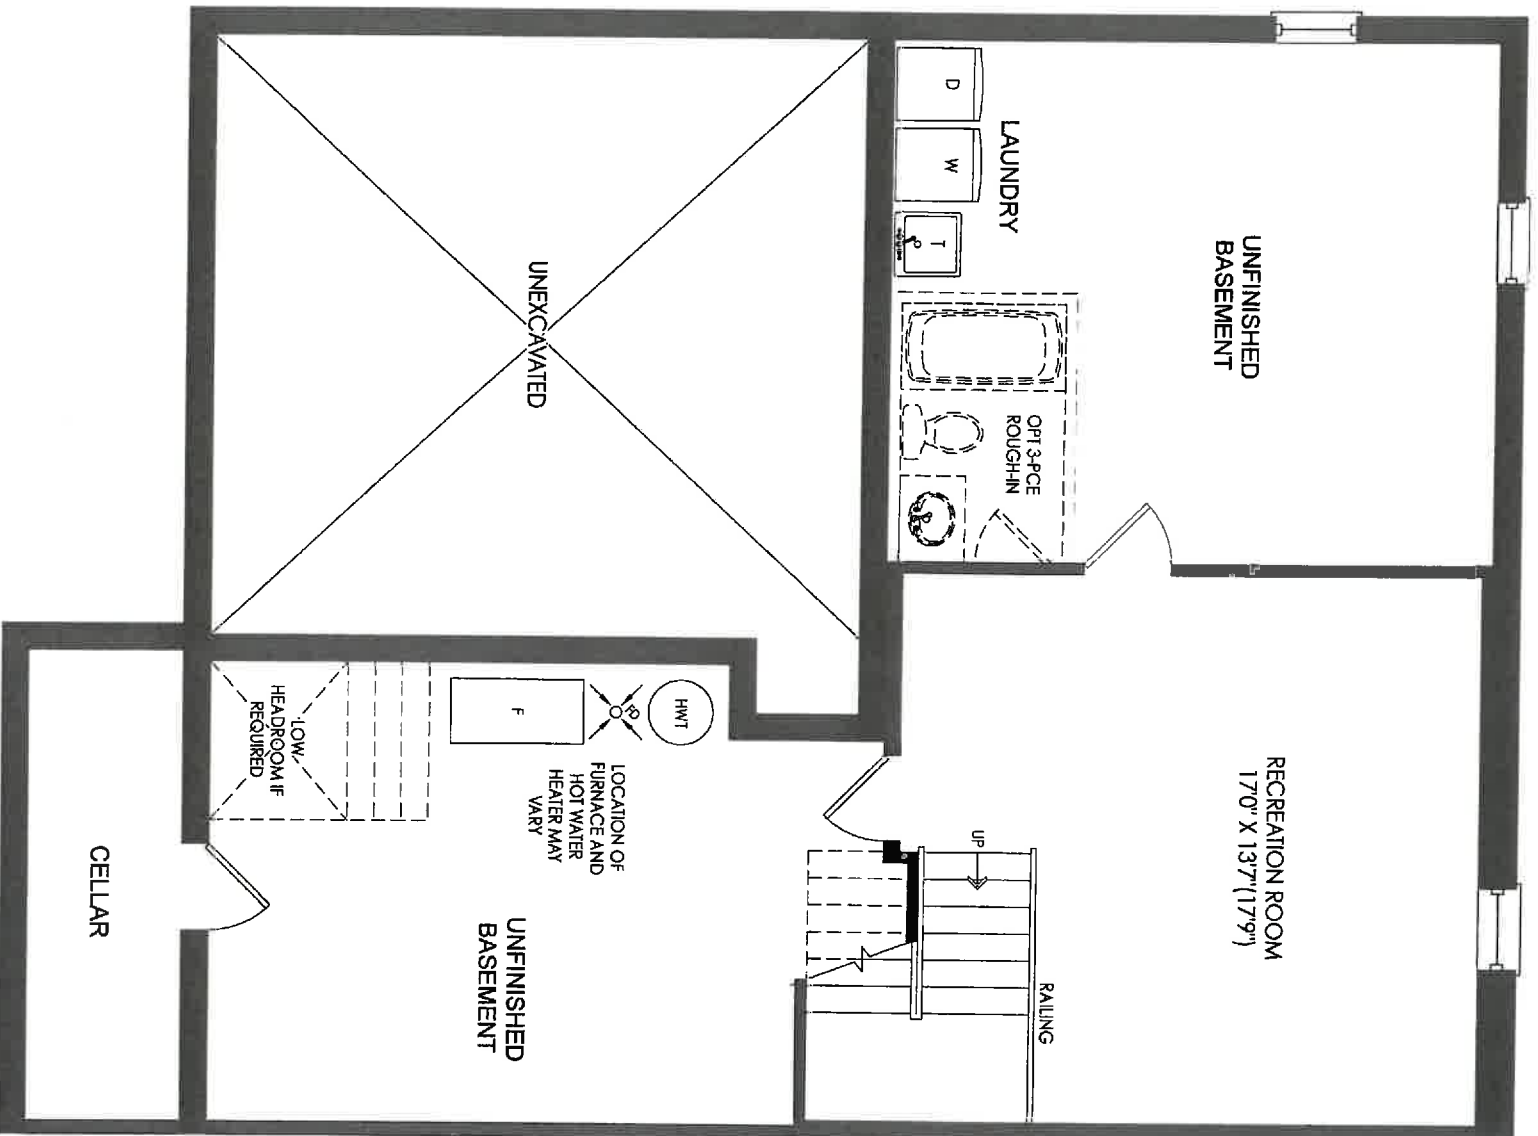 UNFINISHED
BASEMENT
LAUNDRY
D
W
T
OPT 3-PCE
ROUGH-IN
UNEXCAVATED
RECREATION ROOM
17'0" X 13'7"(17'9")
UP
RAILING
HWT
FD
F
LOCATION OF
FURNACE AND
HOT WATER
HEATER MAY
VARY
LOW
HEADROOM IF
REQUIRED
UNFINISHED
BASEMENT
CELLAR